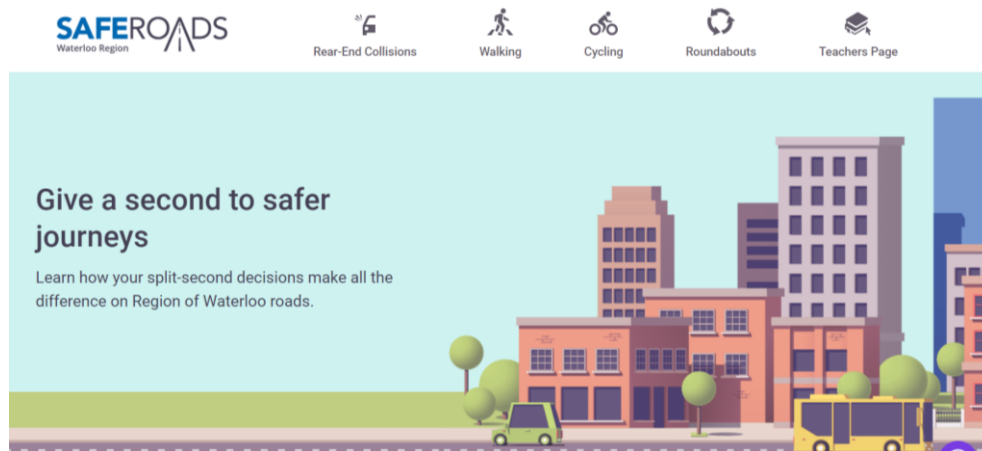 SAFEROADS
Waterloo Region
Rear-End Collisions
Walking
Cycling
Roundabouts
Teachers Page
Give a second to safer
journeys
Learn how your split-second decisions make all the
difference on Region of Waterloo roads.